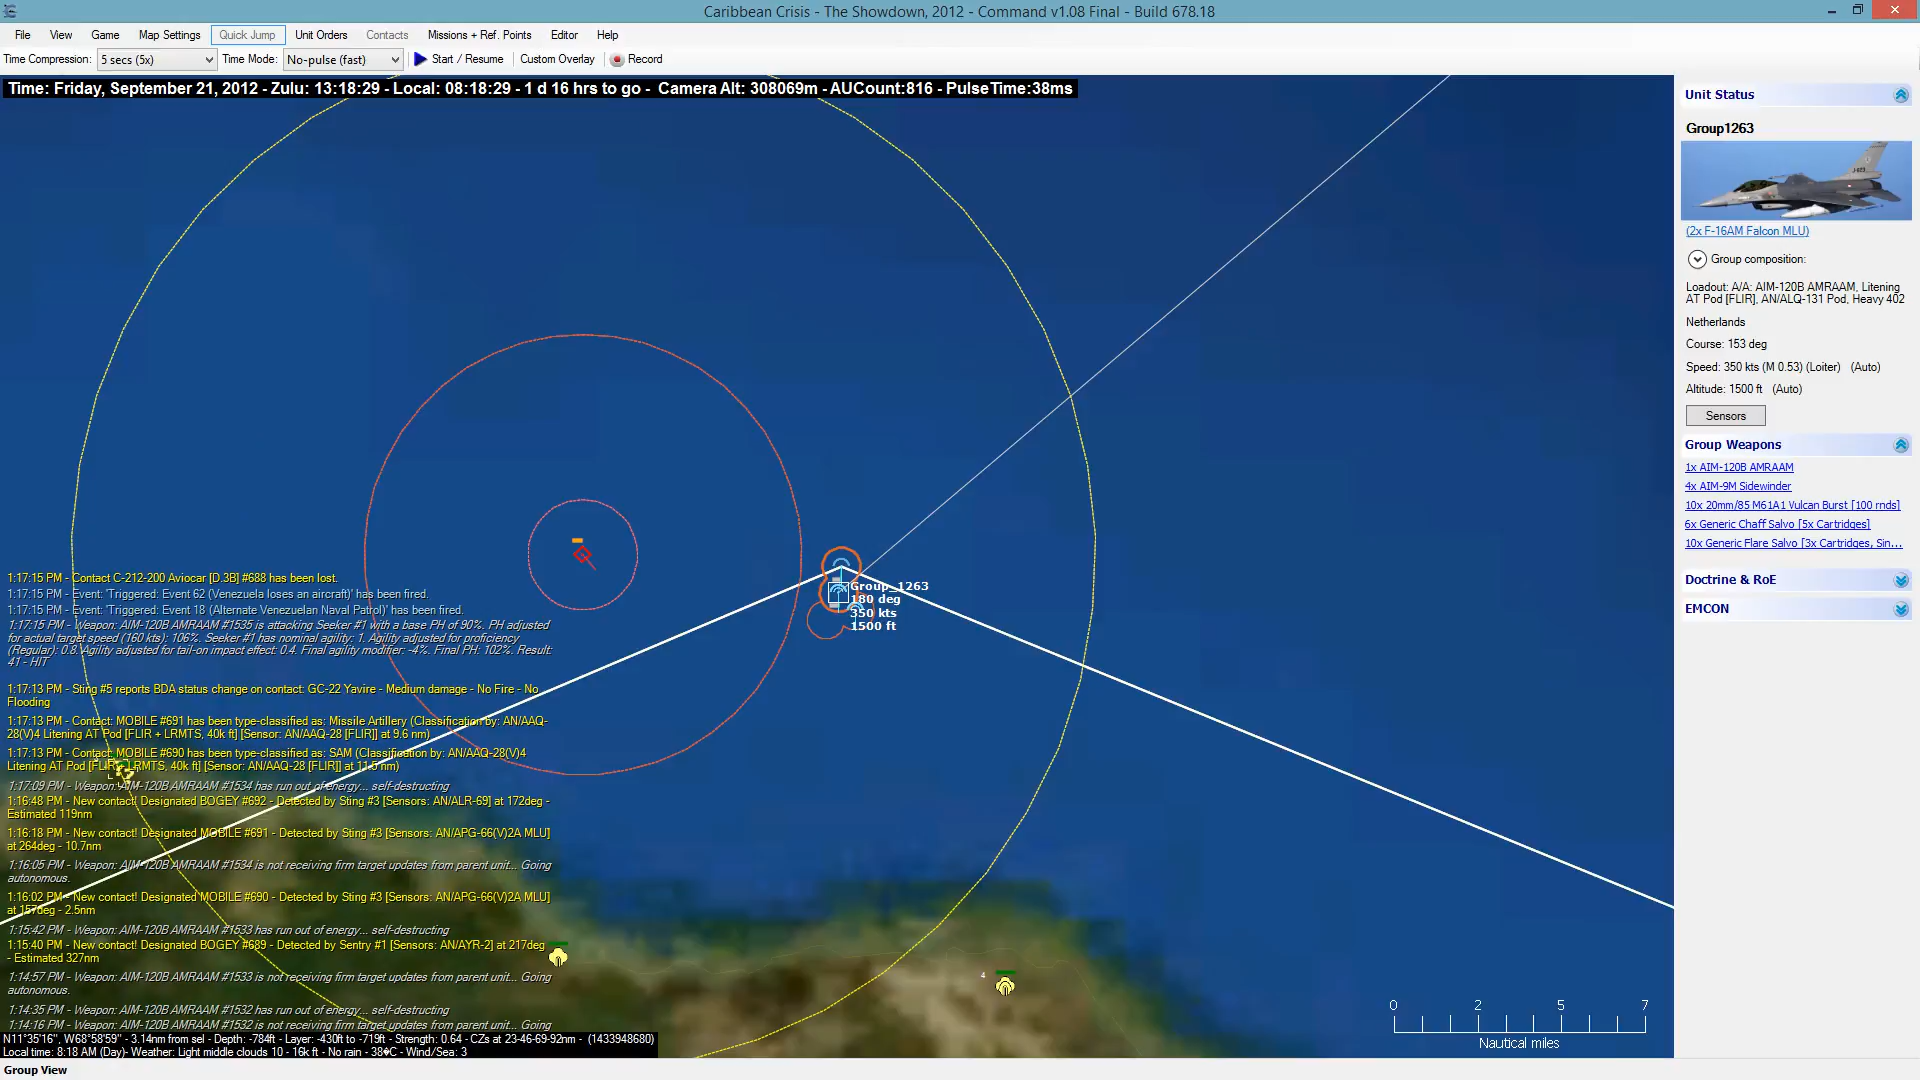 Caribbean Crisis - The Showdown, 2012 - Command v1.08 Final - Build 678.18
File View Game Map Settings Quick Jump Unit Orders Contacts Missions + Ref. Points Editor Help
Time Compression: 5 secs (5x) Time Mode: No-pulse (fast) Start / Resume Custom Overlay Record
Time: Friday, September 21, 2012 - Zulu: 13:18:29 - Local: 08:18:29 - 1 d 16 hrs to go - Camera Alt: 308069m - AUCount:816 - PulseTime:38ms
Group_1263
180 deg
350 kts
1500 ft
1:17:15 PM - Contact C-212-200 Aviocar [D.3B] #688 has been lost.
1:17:15 PM - Event: 'Triggered: Event 62 (Venezuela loses an aircraft)' has been fired.
1:17:15 PM - Event: 'Triggered: Event 18 (Alternate Venezuelan Naval Patrol)' has been fired.
1:17:15 PM - Weapon: AIM-120B AMRAAM #1535 is attacking Seeker #1 with a base PH of 90%. PH adjusted
for actual target speed (160 kts): 106%. Seeker #1 has nominal agility: 1. Agility adjusted for proficiency
(Regular): 0.8. Agility adjusted for tail-on impact effect: 0.4. Final agility modifier: -4%. Final PH: 102%. Result:
41 - HIT
1:17:13 PM - Sting #5 reports BDA status change on contact: GC-22 Yavire - Medium damage - No Fire - No
Flooding
1:17:13 PM - Contact: MOBILE #691 has been type-classified as: Missile Artillery (Classification by: AN/AAQ-
28(V)4 Litening AT Pod [FLIR + LRMTS, 40k ft] [Sensor: AN/AAQ-28 [FLIR]] at 9.6 nm)
1:17:13 PM - Contact: MOBILE #690 has been type-classified as: SAM (Classification by: AN/AAQ-28(V)4
Litening AT Pod [FLIR + LRMTS, 40k ft] [Sensor: AN/AAQ-28 [FLIR]] at 11.5 nm)
1:17:09 PM - Weapon: AIM-120B AMRAAM #1534 has run out of energy... self-destructing
1:16:48 PM - New contact! Designated BOGEY #692 - Detected by Sting #3 [Sensors: AN/ALR-69] at 172deg -
Estimated 119nm
1:16:18 PM - New contact! Designated MOBILE #691 - Detected by Sting #3 [Sensors: AN/APG-66(V)2A MLU]
at 264deg - 10.7nm
1:16:05 PM - Weapon: AIM-120B AMRAAM #1534 is not receiving firm target updates from parent unit... Going
autonomous.
1:16:02 PM - New contact! Designated MOBILE #690 - Detected by Sting #3 [Sensors: AN/APG-66(V)2A MLU]
at 157deg - 2.5nm
1:15:42 PM - Weapon: AIM-120B AMRAAM #1533 has run out of energy... self-destructing
1:15:40 PM - New contact! Designated BOGEY #689 - Detected by Sentry #1 [Sensors: AN/AYR-2] at 217deg
- Estimated 327nm
1:14:57 PM - Weapon: AIM-120B AMRAAM #1533 is not receiving firm target updates from parent unit... Going
autonomous.
1:14:35 PM - Weapon: AIM-120B AMRAAM #1532 has run out of energy... self-destructing
1:14:16 PM - Weapon: AIM-120B AMRAAM #1532 is not receiving firm target updates from parent unit... Going
N11°35'16", W68°58'59" - 3.14nm from sel - Depth: -784ft - Layer: -430ft to -719ft - Strength: 0.64 - CZs at 23-46-69-92nm - (1433948680)
Local time: 8:18 AM (Day)- Weather: Light middle clouds 10 - 16k ft - No rain - 38�C - Wind/Sea: 3
4
0 2 5 7
Nautical miles
Group View
Unit Status
Group1263
(2x F-16AM Falcon MLU)
Group composition:
Loadout: A/A: AIM-120B AMRAAM, Litening
AT Pod [FLIR], AN/ALQ-131 Pod, Heavy 402
Netherlands
Course: 153 deg
Speed: 350 kts (M 0.53) (Loiter) (Auto)
Altitude: 1500 ft (Auto)
Sensors
Group Weapons
1x AIM-120B AMRAAM
4x AIM-9M Sidewinder
10x 20mm/85 M61A1 Vulcan Burst [100 rnds]
6x Generic Chaff Salvo [5x Cartridges]
10x Generic Flare Salvo [3x Cartridges, Sin...
Doctrine & RoE
EMCON